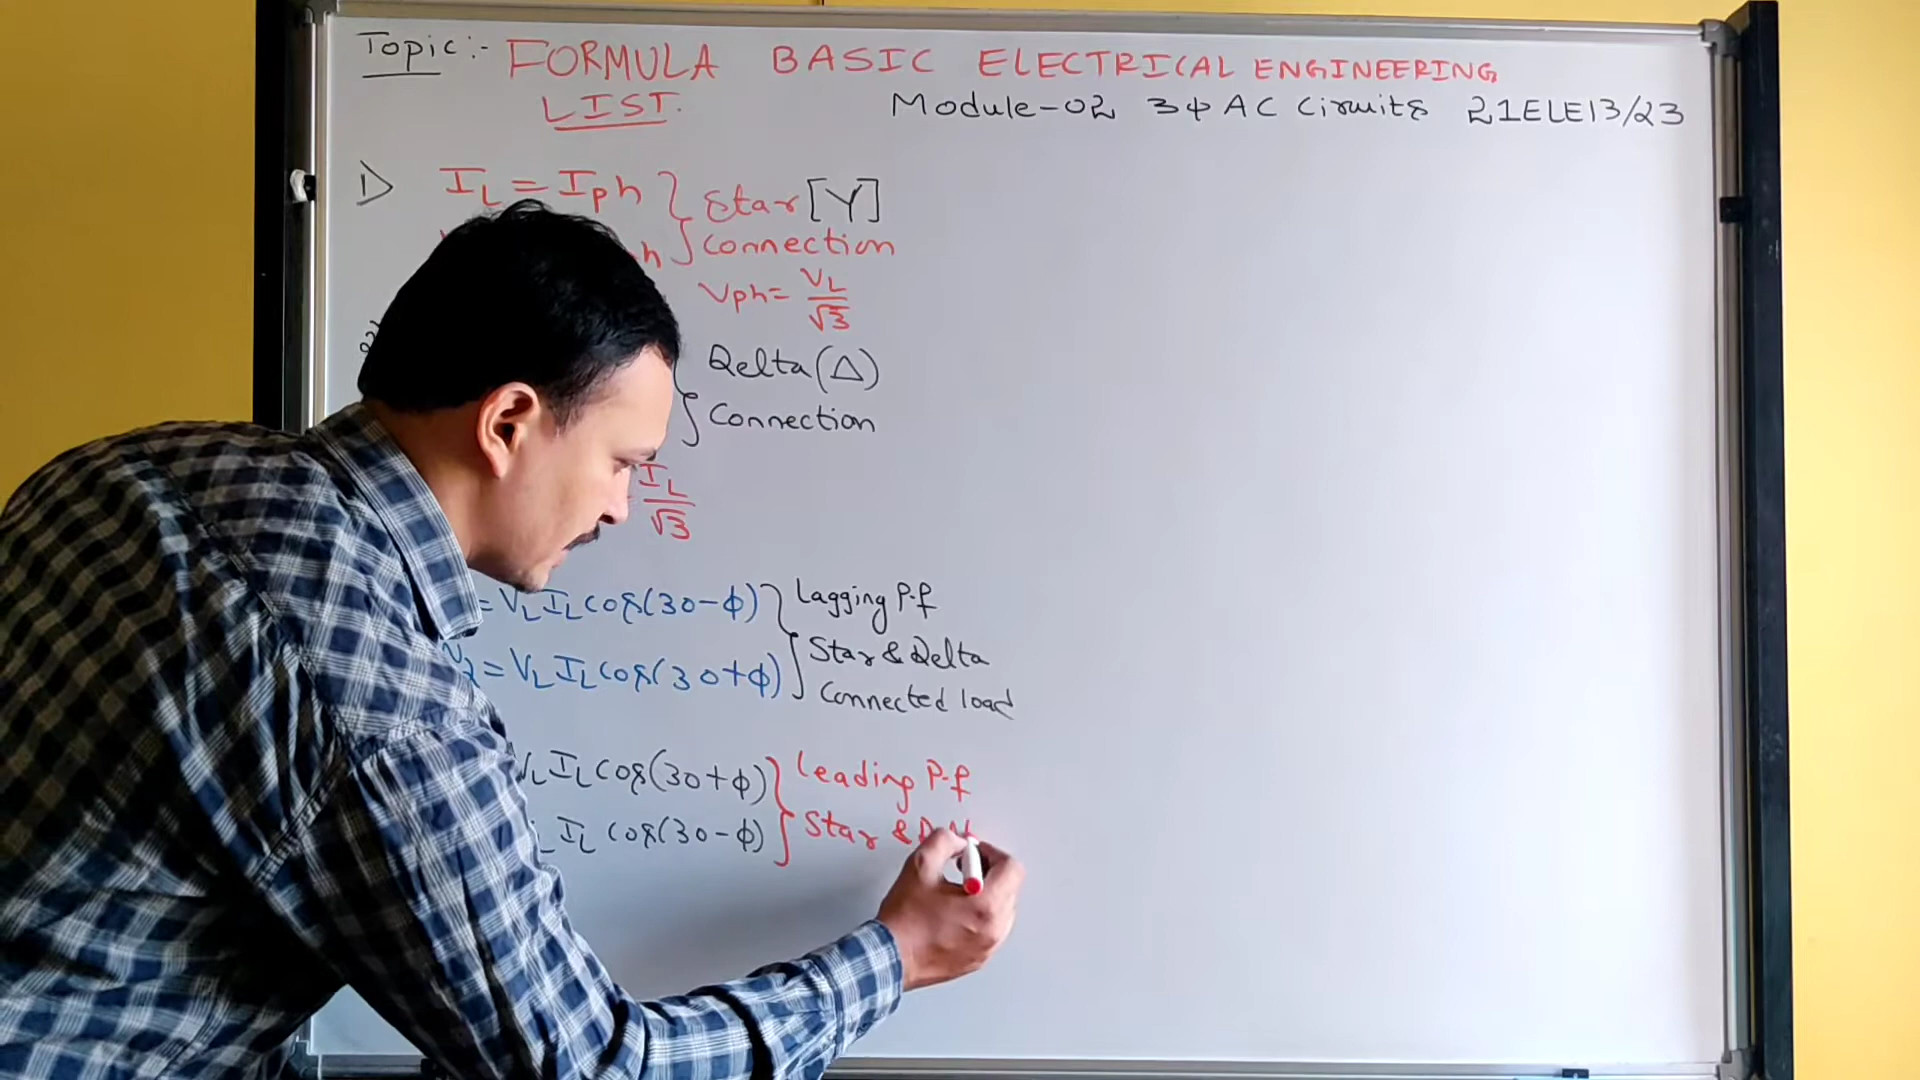 Topic:- FORMULA BASIC ELECTRICAL ENGINEERING
LIST.
Module-02 3φ AC Circuits 21ELE13/23
1) I_L = Iph } Star [Y]
h } Connection
Vph = V_L/√3
Delta (Δ)
Connection
I_L/√3
= V_L I_L cos(30-φ) } Lagging P.f
2 = V_L I_L cos(30+φ) } Star & Delta
Connected load
V_L I_L cos(30+φ) } Leading P.f
L I_L cos(30-φ) } Star &